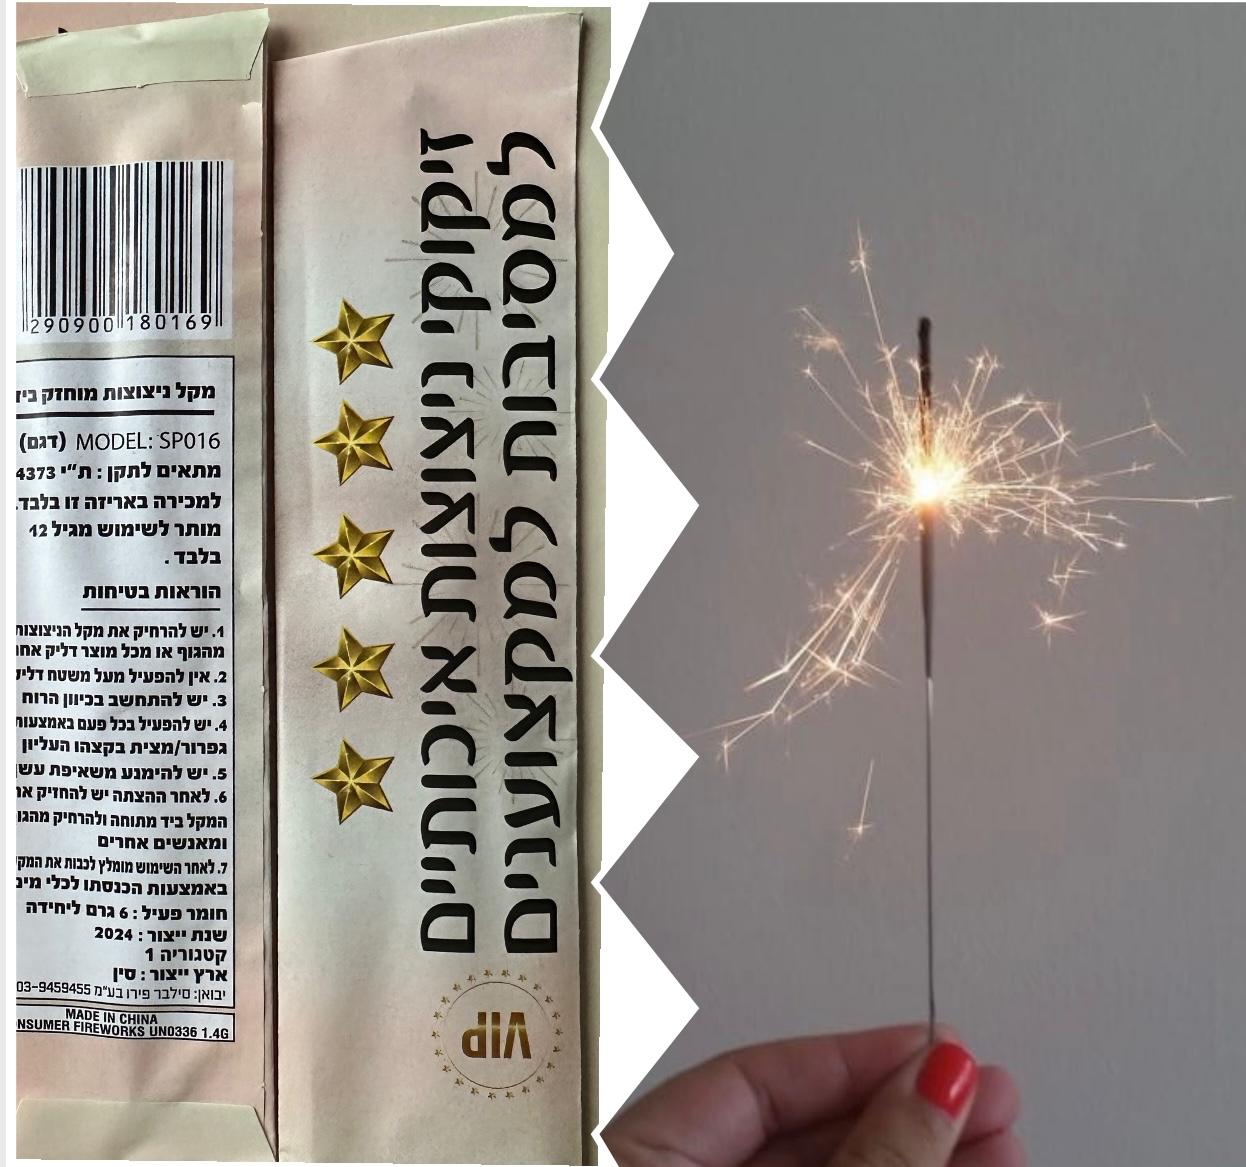 290900 180169
מקל ניצוצות מוחזק ביד
(דגם) MODEL: SP016
מתאים לתקן : ת״י 4373
למכירה באריזה זו בלבד.
מותר לשימוש מגיל 12
בלבד .
הוראות בטיחות
1. יש להרחיק את מקל הניצוצות
מהגוף או מכל מוצר דליק אחר
2. אין להפעיל מעל משטח דליק
3. יש להתחשב בכיוון הרוח
4. יש להפעיל בכל פעם באמצעות
גפרור/מצית בקצהו העליון
5. יש להימנע משאיפת עשן
6. לאחר ההצתה יש להחזיק את
המקל ביד מתוחה ולהרחיק
ומאנשים אחרים
7. לאחר השימוש מומלץ לכבות את המקל
באמצעות הכנסתו לכלי מים
חומר פעיל : 6 גרם ליחידה
שנת ייצור : 2024
קטגוריה 1
ארץ ייצור : סין
יבואן: סילבר פירו בע״מ 03-9459455
MADE IN CHINA
NSUMER FIREWORKS UN0336 1.4G
זיקוקי ניצוצות איכותיים
למסיבות למקצוענים
VIP